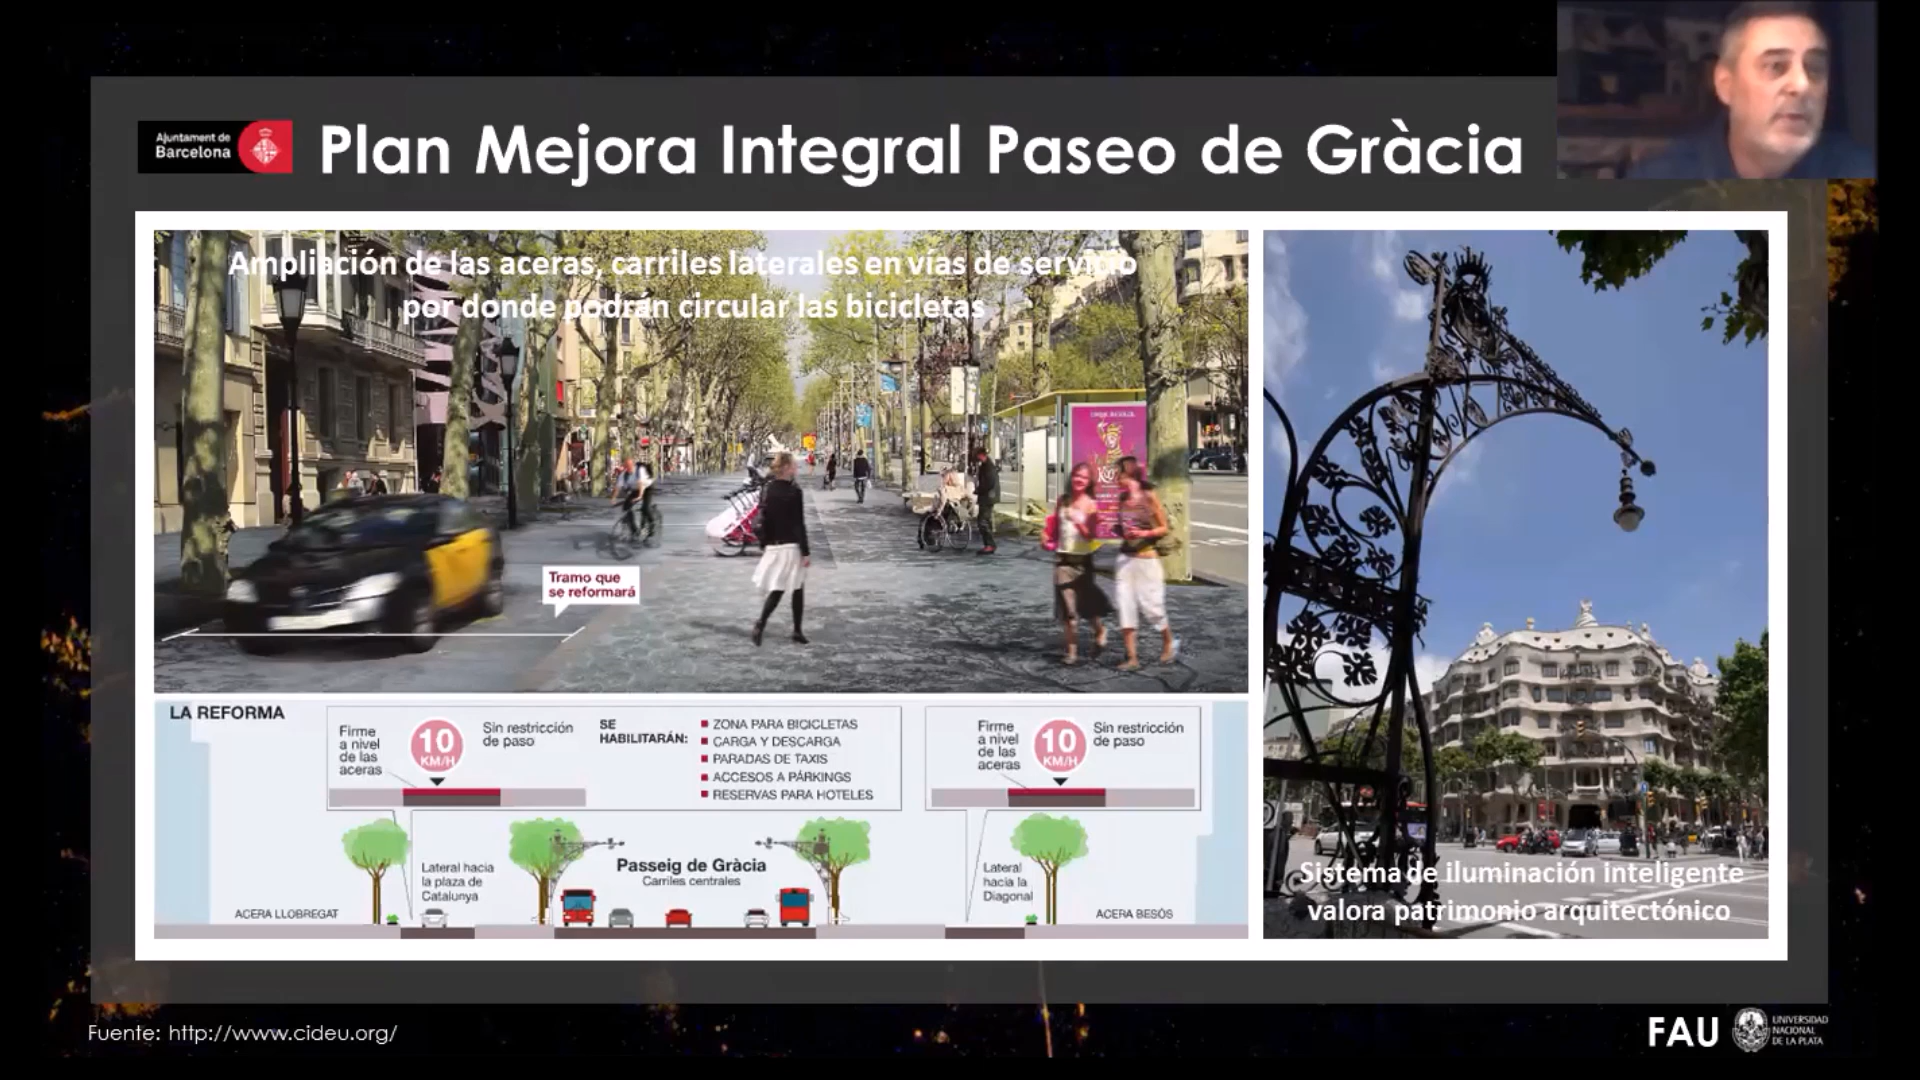 Ajuntament de
Barcelona
Plan Mejora Integral Paseo de Gràcia
Ampliación de las aceras, carriles laterales en vías de servicio
por donde podrán circular las bicicletas
Tramo que
se reformará
LA REFORMA
Firme
a nivel
de las
aceras
10
KM/H
Sin restricción
de paso
SE
HABILITARÁN:
ZONA PARA BICICLETAS
CARGA Y DESCARGA
PARADAS DE TAXIS
ACCESOS A PÁRKINGS
RESERVAS PARA HOTELES
Firme
a nivel
de las
aceras
10
KM/H
Sin restricción
de paso
ACERA LLOBREGAT
Lateral hacia
la plaza de
Catalunya
Passeig de Gràcia
Carriles centrales
Lateral
hacia la
Diagonal
ACERA BESÒS
Sistema de iluminación inteligente
valora patrimonio arquitectónico
Fuente: http://www.cideu.org/
FAU
UNIVERSIDAD
NACIONAL
DE LA PLATA